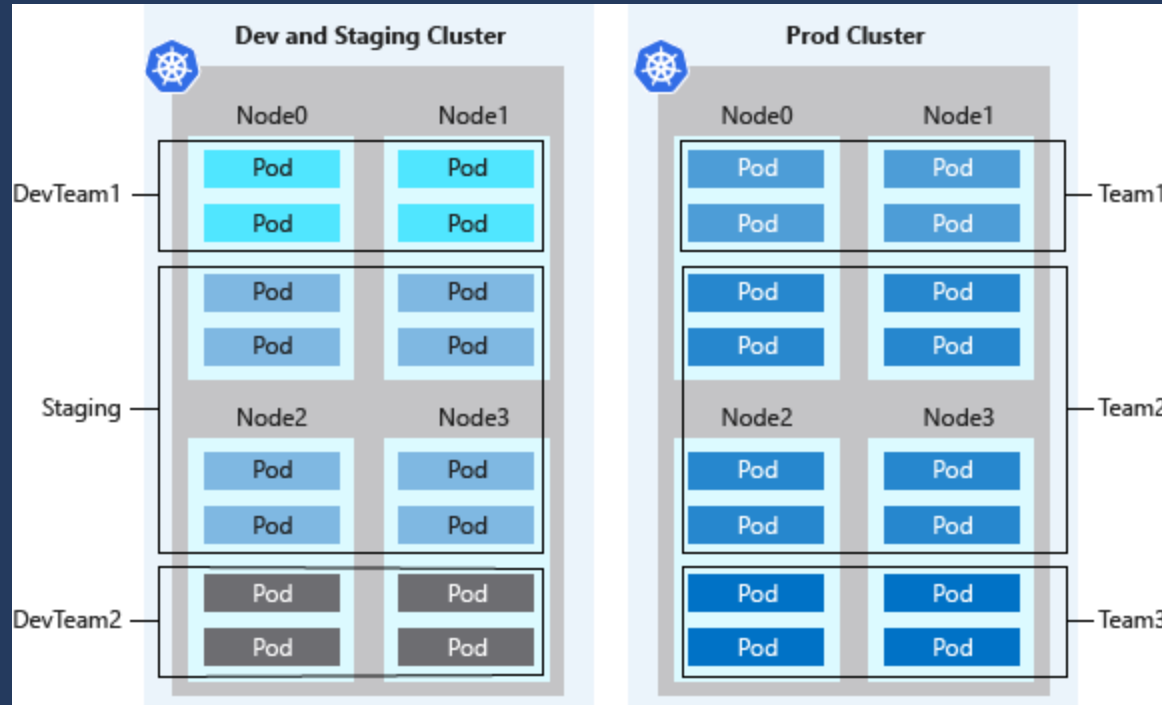 Dev and Staging Cluster
Prod Cluster
Node0 Node1
Node0 Node1
DevTeam1
Pod Pod
Pod Pod
Pod Pod
Pod Pod
Team1
Staging
Pod Pod
Pod Pod
Pod Pod
Pod Pod
Node2 Node3
Node2 Node3
Team2
Pod Pod
Pod Pod
Pod Pod
Pod Pod
DevTeam2
Pod Pod
Pod Pod
Pod Pod
Pod Pod
Team3